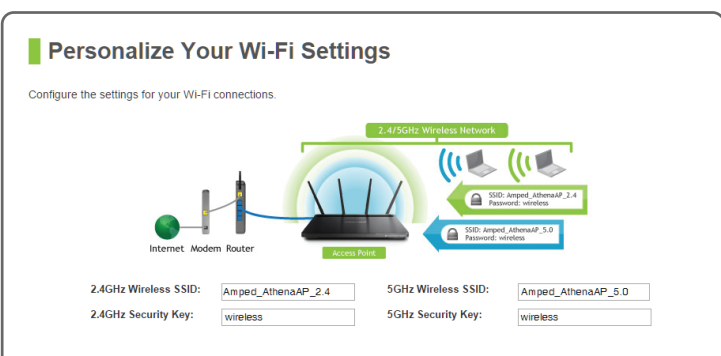 Personalize Your Wi-Fi Settings
Configure the settings for your Wi-Fi connections.
2.4/5GHz Wireless Network
SSID: Amped_AthenaAP_2.4
Password: wireless
SSID: Amped_AthenaAP_5.0
Password: wireless
Internet Modem Router
Access Point
2.4GHz Wireless SSID: Amped_AthenaAP_2.4 5GHz Wireless SSID: Amped_AthenaAP_5.0
2.4GHz Security Key: wireless 5GHz Security Key: wireless